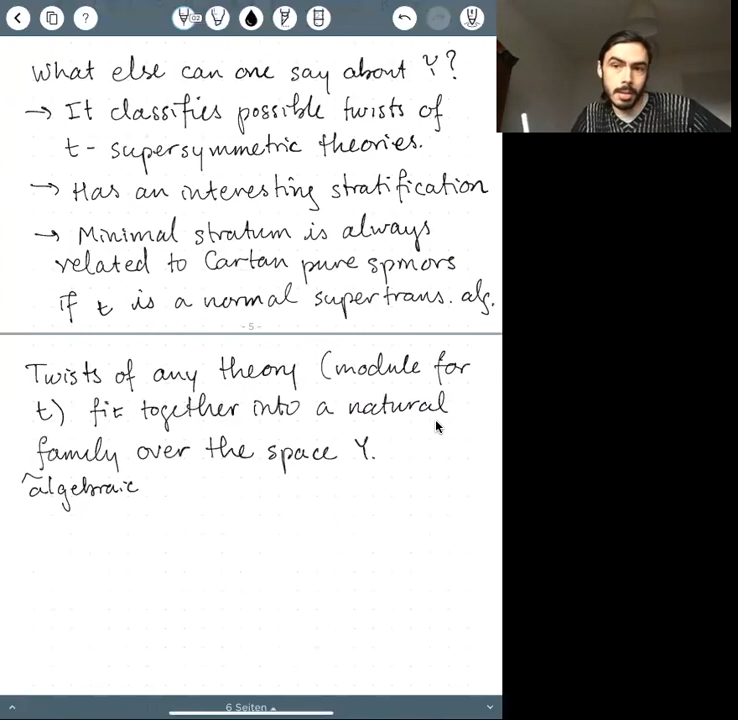 What else can one say about Y?
→ It classifies possible twists of
t - supersymmetric theories.
→ Has an interesting stratification
→ Minimal stratum is always
related to Cartan pure spinors
if t is a normal supertrans. alg.
- 5 -
Twists of any theory (module for
t) fit together into a natural
family over the space Y.
algebraic
6 Seiten